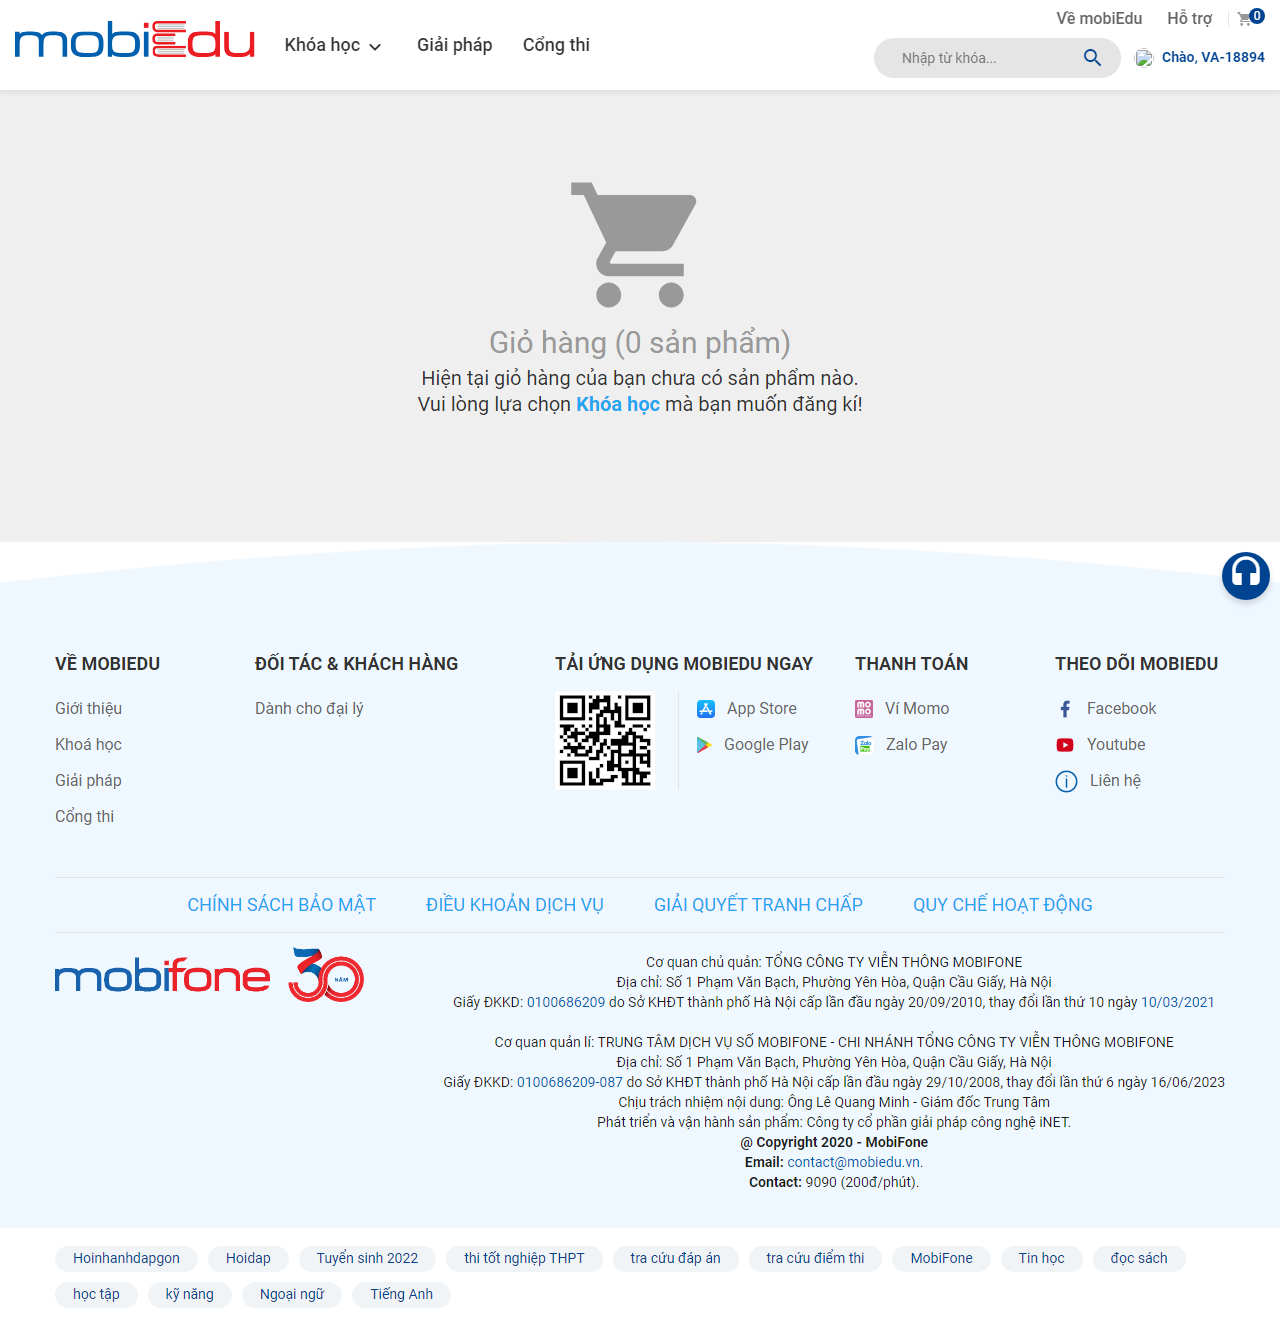 Về mobiEdu Hỗ trợ 0
mobiEdu Khóa học Giải pháp Cổng thi
Nhập từ khóa... Chào, VA-18894
Giỏ hàng (0 sản phẩm)
Hiện tại giỏ hàng của bạn chưa có sản phẩm nào.
Vui lòng lựa chọn Khóa học mà bạn muốn đăng kí!
VỀ MOBIEDU
Giới thiệu
Khoá học
Giải pháp
Cổng thi
ĐỐI TÁC & KHÁCH HÀNG
Dành cho đại lý
TẢI ỨNG DỤNG MOBIEDU NGAY
App Store
Google Play
THANH TOÁN
Ví Momo
Zalo Pay
THEO DÕI MOBIEDU
Facebook
Youtube
Liên hệ
CHÍNH SÁCH BẢO MẬT ĐIỀU KHOẢN DỊCH VỤ GIẢI QUYẾT TRANH CHẤP QUY CHẾ HOẠT ĐỘNG
mobifone 30 NĂM
Cơ quan chủ quản: TỔNG CÔNG TY VIỄN THÔNG MOBIFONE
Địa chỉ: Số 1 Phạm Văn Bạch, Phường Yên Hòa, Quận Cầu Giấy, Hà Nội
Giấy ĐKKD: 0100686209 do Sở KHĐT thành phố Hà Nội cấp lần đầu ngày 20/09/2010, thay đổi lần thứ 10 ngày 10/03/2021
Cơ quan quản lí: TRUNG TÂM DỊCH VỤ SỐ MOBIFONE - CHI NHÁNH TỔNG CÔNG TY VIỄN THÔNG MOBIFONE
Địa chỉ: Số 1 Phạm Văn Bạch, Phường Yên Hòa, Quận Cầu Giấy, Hà Nội
Giấy ĐKKD: 0100686209-087 do Sở KHĐT thành phố Hà Nội cấp lần đầu ngày 29/10/2008, thay đổi lần thứ 6 ngày 16/06/2023
Chịu trách nhiệm nội dung: Ông Lê Quang Minh - Giám đốc Trung Tâm
Phát triển và vận hành sản phẩm: Công ty cổ phần giải pháp công nghệ iNET.
@ Copyright 2020 - MobiFone
Email: contact@mobiedu.vn.
Contact: 9090 (200đ/phút).
Hoinhanhdapgon Hoidap Tuyển sinh 2022 thi tốt nghiệp THPT tra cứu đáp án tra cứu điểm thi MobiFone Tin học đọc sách
học tập kỹ năng Ngoại ngữ Tiếng Anh